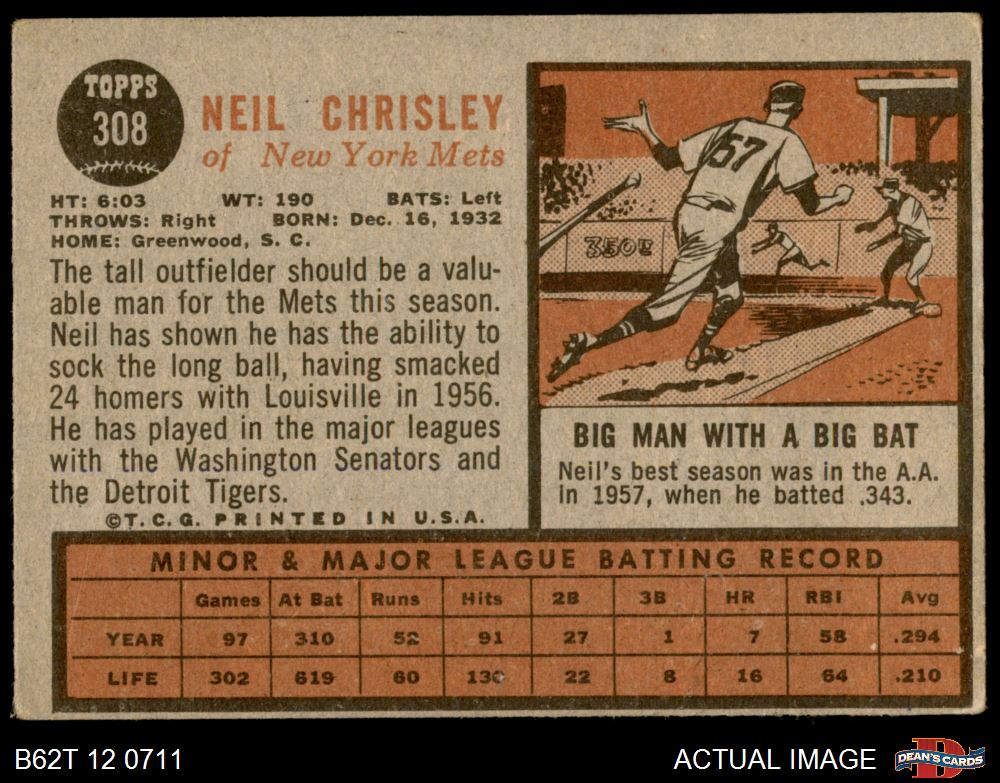 TOPPS
308
NEIL CHRISLEY
of New York Mets
HT: 6:03 WT: 190 BATS: Left
THROWS: Right BORN: Dec. 16, 1932
HOME: Greenwood, S. C.
The tall outfielder should be a valu-
able man for the Mets this season.
Neil has shown he has the ability to
sock the long ball, having smacked
24 homers with Louisville in 1956.
He has played in the major leagues
with the Washington Senators and
the Detroit Tigers.
©T. C. G. PRINTED IN U.S.A.
57
350FT
BIG MAN WITH A BIG BAT
Neil's best season was in the A.A.
in 1957, when he batted .343.
MINOR & MAJOR LEAGUE BATTING RECORD
Games At Bat Runs Hits 2B 3B HR RBI Avg
YEAR 97 310 52 91 27 1 7 58 .294
LIFE 302 619 60 130 22 8 16 64 .210
B62T 12 0711
ACTUAL IMAGE
D
DEAN'S CARDS